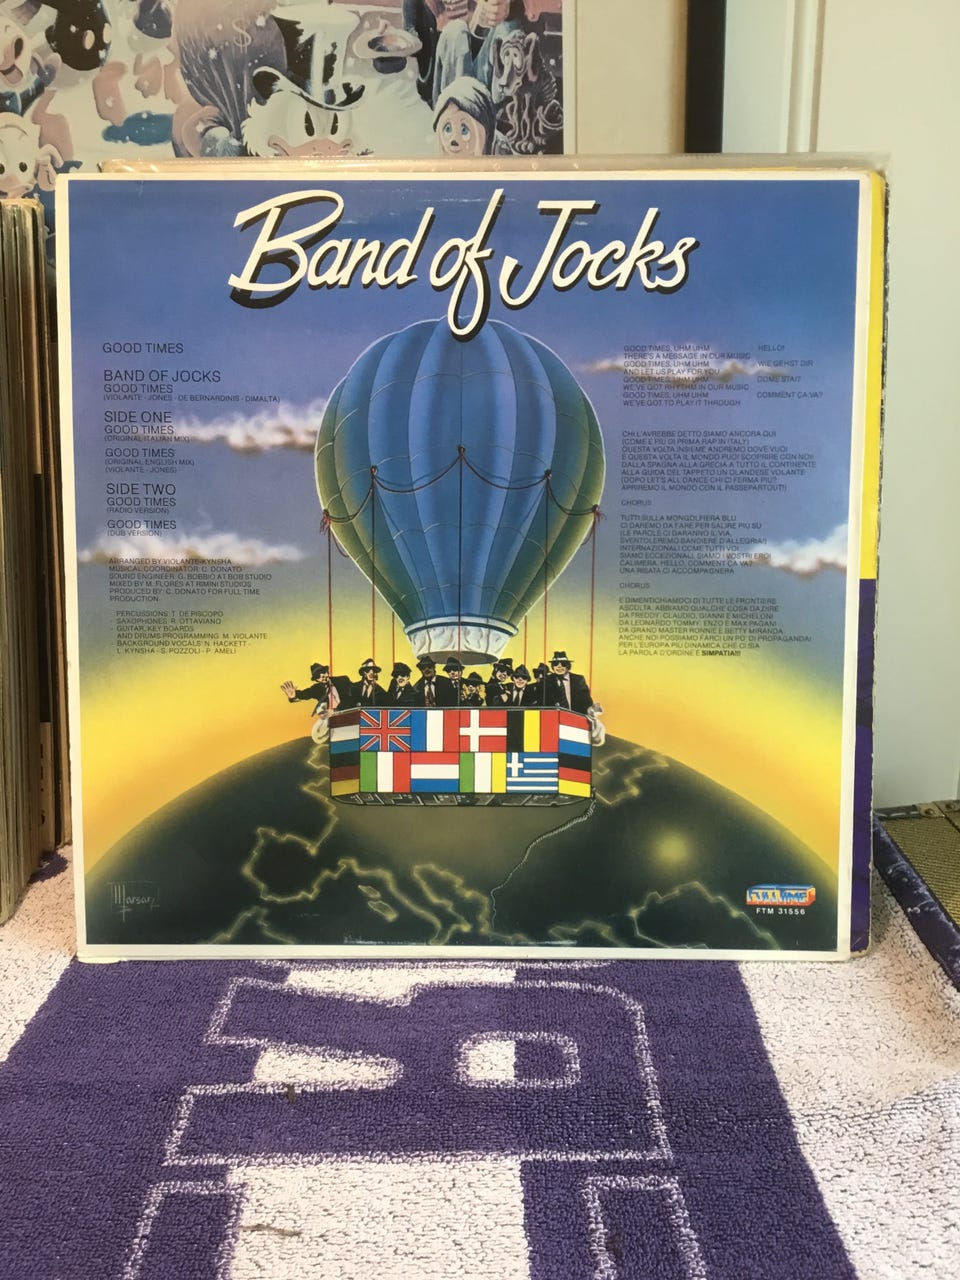 Band of Jocks
GOOD TIMES
BAND OF JOCKS
GOOD TIMES
(VIOLANTE - JONES - DE BERNARDINIS - DIMALTA)
SIDE ONE
GOOD TIMES
(ORIGINAL ITALIAN MIX)
GOOD TIMES
(ORIGINAL ENGLISH MIX)
(VIOLANTE - JONES)
SIDE TWO
GOOD TIMES
(RADIO VERSION)
GOOD TIMES
(DUB VERSION)
ARRANGED BY VIOLANTE-KYNSHA
MUSICAL COORDINATOR: C. DONATO
SOUND ENGINEER: G. BOBBIO AT BOB STUDIO
MIXED BY M. FLORES AT RIMINI STUDIOS
PRODUCED BY: C. DONATO FOR FULL TIME
PRODUCTION.
PERCUSSIONS: T. DE PISCOPO
- SAXOPHONES: R. OTTAVIANO
- GUITAR, KEY BOARDS
AND DRUMS PROGRAMMING: M. VIOLANTE
- BACKGROUND VOCALS: N. HACKETT -
L. KYNSHA - S. POZZOLI - P. AMELI
GOOD TIMES, UHM UHM HELLO!
THERE'S A MESSAGE IN OUR MUSIC
GOOD TIMES, UHM UHM WIE GEHST DIR
AND LET US PLAY FOR YOU
GOOD TIMES, UHM UHM COME STAI?
WE'VE GOT RHYTHM IN OUR MUSIC
GOOD TIMES, UHM UHM COMMENT ÇA-VA?
WE'VE GOT TO PLAY IT THROUGH
CHI L'AVREBBE DETTO SIAMO ANCORA QUI
(COM'È PIÙ DI PRIMA RAP IN ITALY)
QUESTA VOLTA INSIEME ANDREMO DOVE VUOI
E QUESTA VOLTA IL MONDO PUOI SCOPRIRE CON NOI!
DALLA SPAGNA ALLA GRECIA A TUTTO IL CONTINENTE
ALLA GUIDA DEL TAPPETO UN OLANDESE VOLANTE
(DOPO LET'S ALL DANCE CHI CI FERMA PIÙ?
APRIREMO IL MONDO CON IL PASSEPARTOUT!)
CHORUS
TUTTI SULLA MONGOLFIERA BLU
CI DAREMO DA FARE PER SALIRE PIÙ SU
(LE PAROLE CI DARANNO IL VIA,
SVENTOLEREMO BANDIERE D'ALLEGRIA!)
INTERNAZIONALI COME TUTTI VOI
SIAMO ECCEZIONALI, SIAMO I VOSTRI EROI
CALIMERA, HELLO, COMMENT ÇA VA?
UNA RISATA CI ACCOMPAGNERÀ
CHORUS
E DIMENTICHIAMOCI DI TUTTE LE FRONTIERE
ASCOLTA, ABBIAMO QUALCHE COSA DA DIRE
DA FREDDY, CLAUDIO, GIANNI E MICHELONI
DA LEONARDO TOMMY, ENZO E MAX PAGANI
DA GRAND MASTER RONNIE E BETTY MIRANDA
ANCHE NOI POSSIAMO FARCI UN PO' DI PROPAGANDA!
PER L'EUROPA PIÙ DINAMICA CHE CI SIA
LA PAROLA D'ORDINE È SIMPATIA!!!
Marsan
FULL TIME
FTM 31556